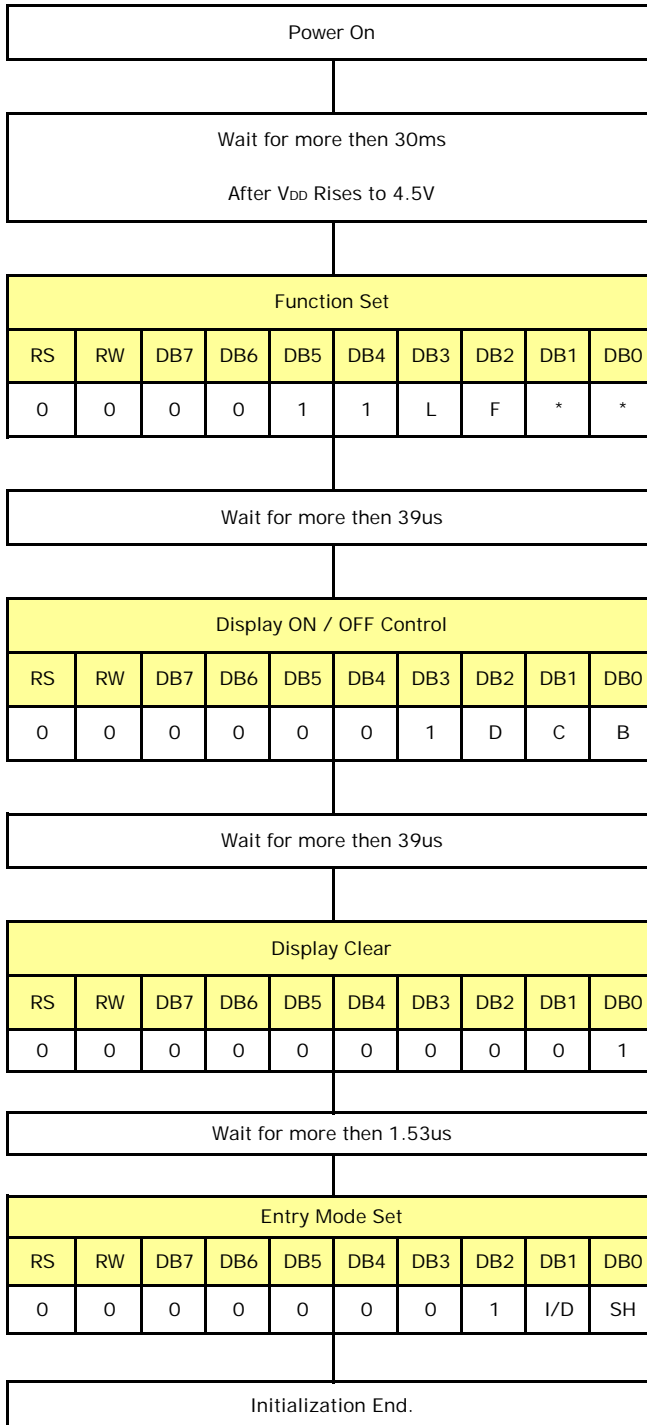 Power On
Wait for more then 30ms
After VDD Rises to 4.5V
Function Set
RS RW DB7 DB6 DB5 DB4 DB3 DB2 DB1 DB0
0 0 0 0 1 1 L F * *
Wait for more then 39us
Display ON / OFF Control
RS RW DB7 DB6 DB5 DB4 DB3 DB2 DB1 DB0
0 0 0 0 0 0 1 D C B
Wait for more then 39us
Display Clear
RS RW DB7 DB6 DB5 DB4 DB3 DB2 DB1 DB0
0 0 0 0 0 0 0 0 0 1
Wait for more then 1.53us
Entry Mode Set
RS RW DB7 DB6 DB5 DB4 DB3 DB2 DB1 DB0
0 0 0 0 0 0 0 1 I/D SH
Initialization End.